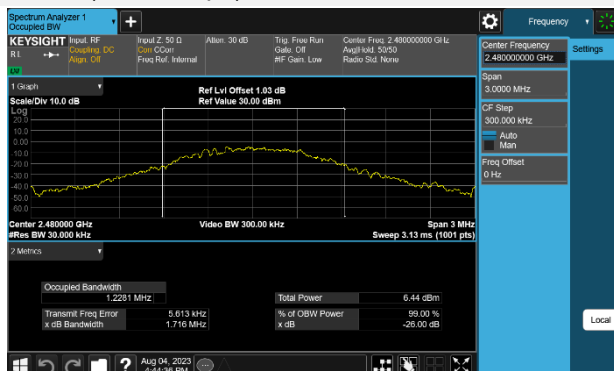 Spectrum Analyzer 1
Occupied BW
Frequency
KEYSIGHT
Input: RF
Input Z: 50 Ω
Atten: 30 dB
Trig: Free Run
Center Freq: 2.480000000 GHz
Coupling: DC
Corr CCorr
Gate: Off
Avg|Hold: 50/50
Align: Off
Freq Ref: Internal
#IF Gain: Low
Radio Std: None
Center Frequency
2.480000000 GHz
Settings
Span
3.0000 MHz
CF Step
300.000 kHz
Auto
Man
Freq Offset
0 Hz
1 Graph
Scale/Div 10.0 dB
Ref Lvl Offset 1.03 dB
Ref Value 30.00 dBm
Log
20.0
10.0
0.00
-10.0
-20.0
-30.0
-40.0
-50.0
Center 2.480000 GHz
Video BW 300.00 kHz
Span 3 MHz
#Res BW 30.000 kHz
Sweep 3.13 ms (1001 pts)
2 Metrics
Occupied Bandwidth
1.2281 MHz
Total Power
6.44 dBm
Transmit Freq Error
5.613 kHz
% of OBW Power
99.00 %
x dB Bandwidth
1.716 MHz
x dB
-26.00 dB
Local
?
Aug 04, 2023
4:44:36 PM